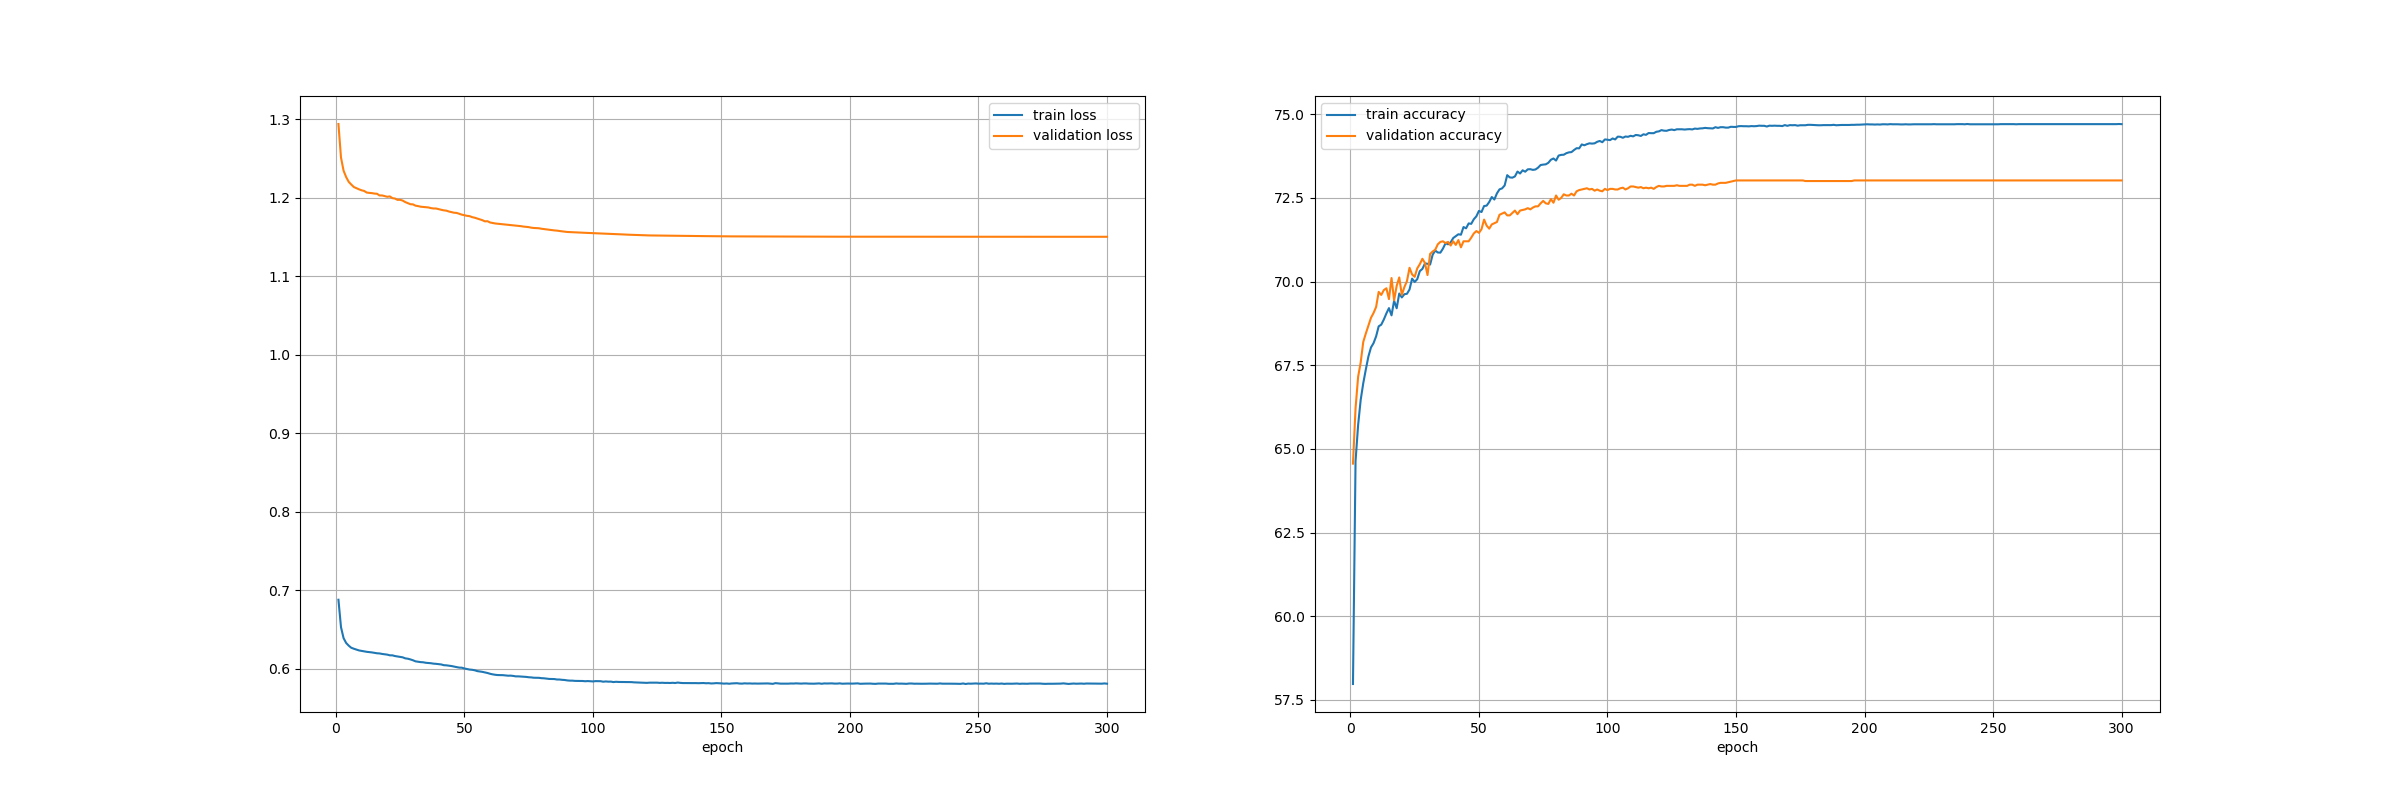 train loss
validation loss
1.3
1.2
1.1
1.0
0.9
0.8
0.7
0.6
0 50 100 150 200 250 300
epoch
train accuracy
validation accuracy
75.0
72.5
70.0
67.5
65.0
62.5
60.0
57.5
0 50 100 150 200 250 300
epoch